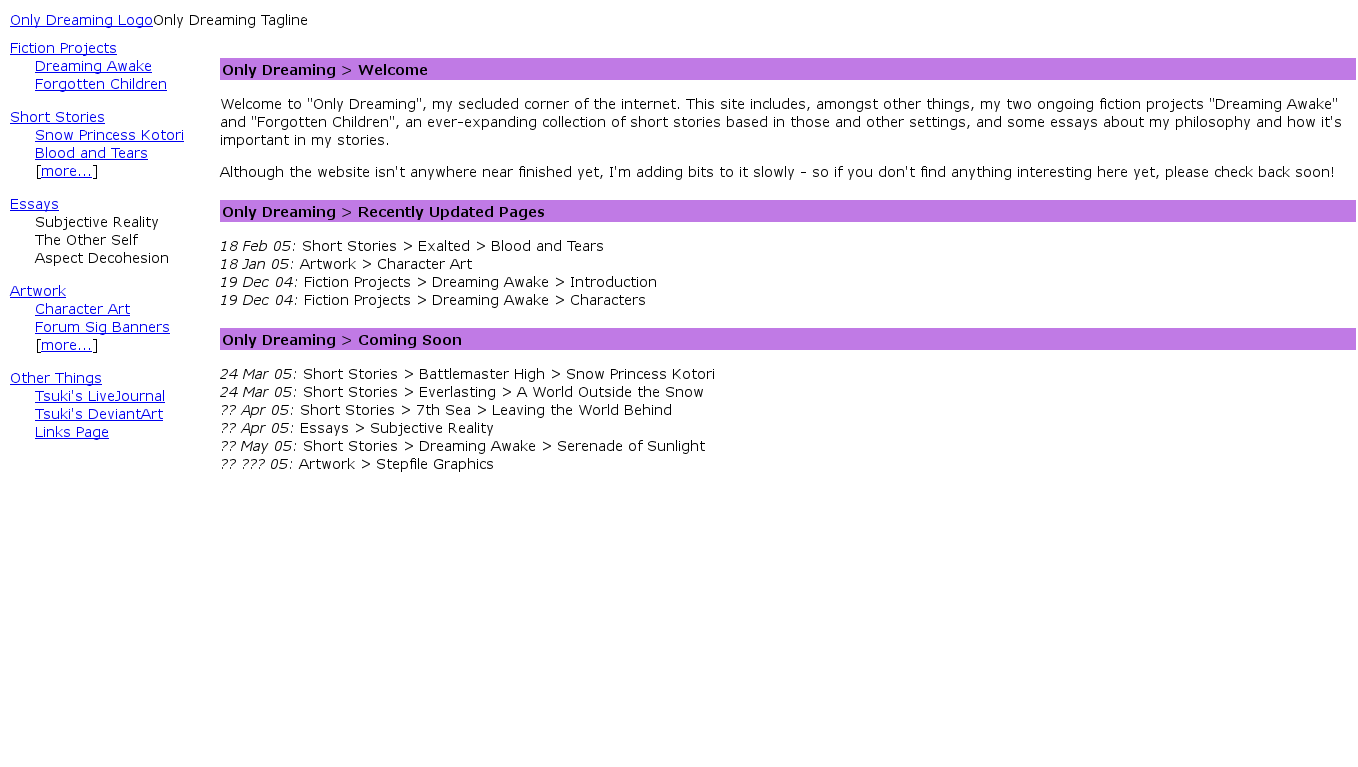 Only Dreaming LogoOnly Dreaming Tagline
Fiction Projects
Dreaming Awake
Forgotten Children
Short Stories
Snow Princess Kotori
Blood and Tears
[more...]
Essays
Subjective Reality
The Other Self
Aspect Decohesion
Artwork
Character Art
Forum Sig Banners
[more...]
Other Things
Tsuki's LiveJournal
Tsuki's DeviantArt
Links Page
Only Dreaming > Welcome
Welcome to "Only Dreaming", my secluded corner of the internet. This site includes, amongst other things, my two ongoing fiction projects "Dreaming Awake"
and "Forgotten Children", an ever-expanding collection of short stories based in those and other settings, and some essays about my philosophy and how it's
important in my stories.
Although the website isn't anywhere near finished yet, I'm adding bits to it slowly - so if you don't find anything interesting here yet, please check back soon!
Only Dreaming > Recently Updated Pages
18 Feb 05: Short Stories > Exalted > Blood and Tears
18 Jan 05: Artwork > Character Art
19 Dec 04: Fiction Projects > Dreaming Awake > Introduction
19 Dec 04: Fiction Projects > Dreaming Awake > Characters
Only Dreaming > Coming Soon
24 Mar 05: Short Stories > Battlemaster High > Snow Princess Kotori
24 Mar 05: Short Stories > Everlasting > A World Outside the Snow
?? Apr 05: Short Stories > 7th Sea > Leaving the World Behind
?? Apr 05: Essays > Subjective Reality
?? May 05: Short Stories > Dreaming Awake > Serenade of Sunlight
?? ??? 05: Artwork > Stepfile Graphics